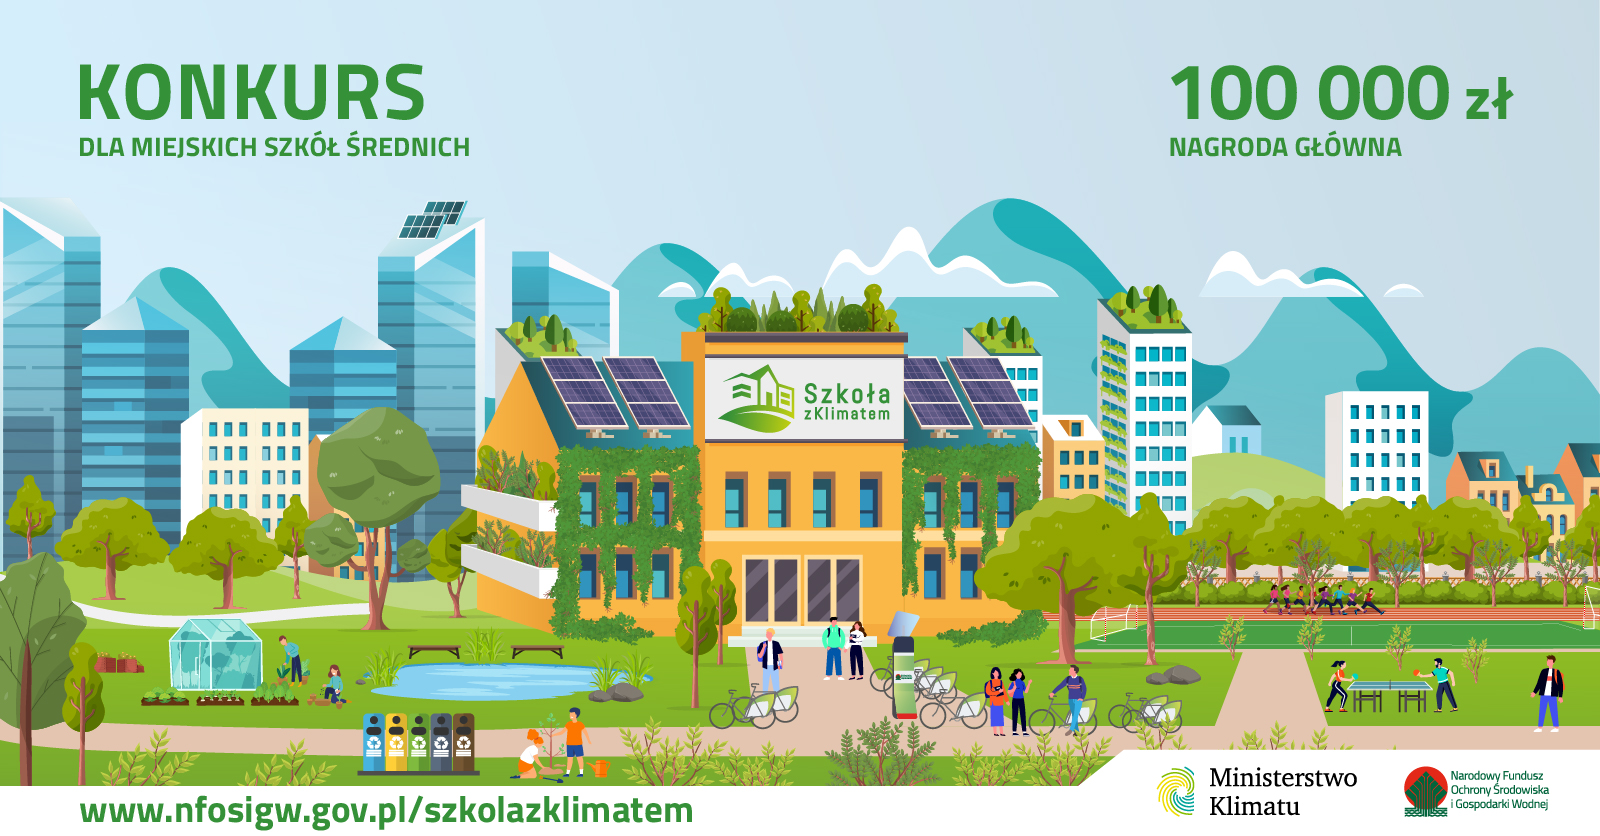 KONKURS
DLA MIEJSKICH SZKÓŁ ŚREDNICH
100 000 zł
NAGRODA GŁÓWNA
Szkoła
zKlimatem
www.nfosigw.gov.pl/szkolazklimatem
Ministerstwo
Klimatu
Narodowy Fundusz
Ochrony Środowiska
i Gospodarki Wodnej